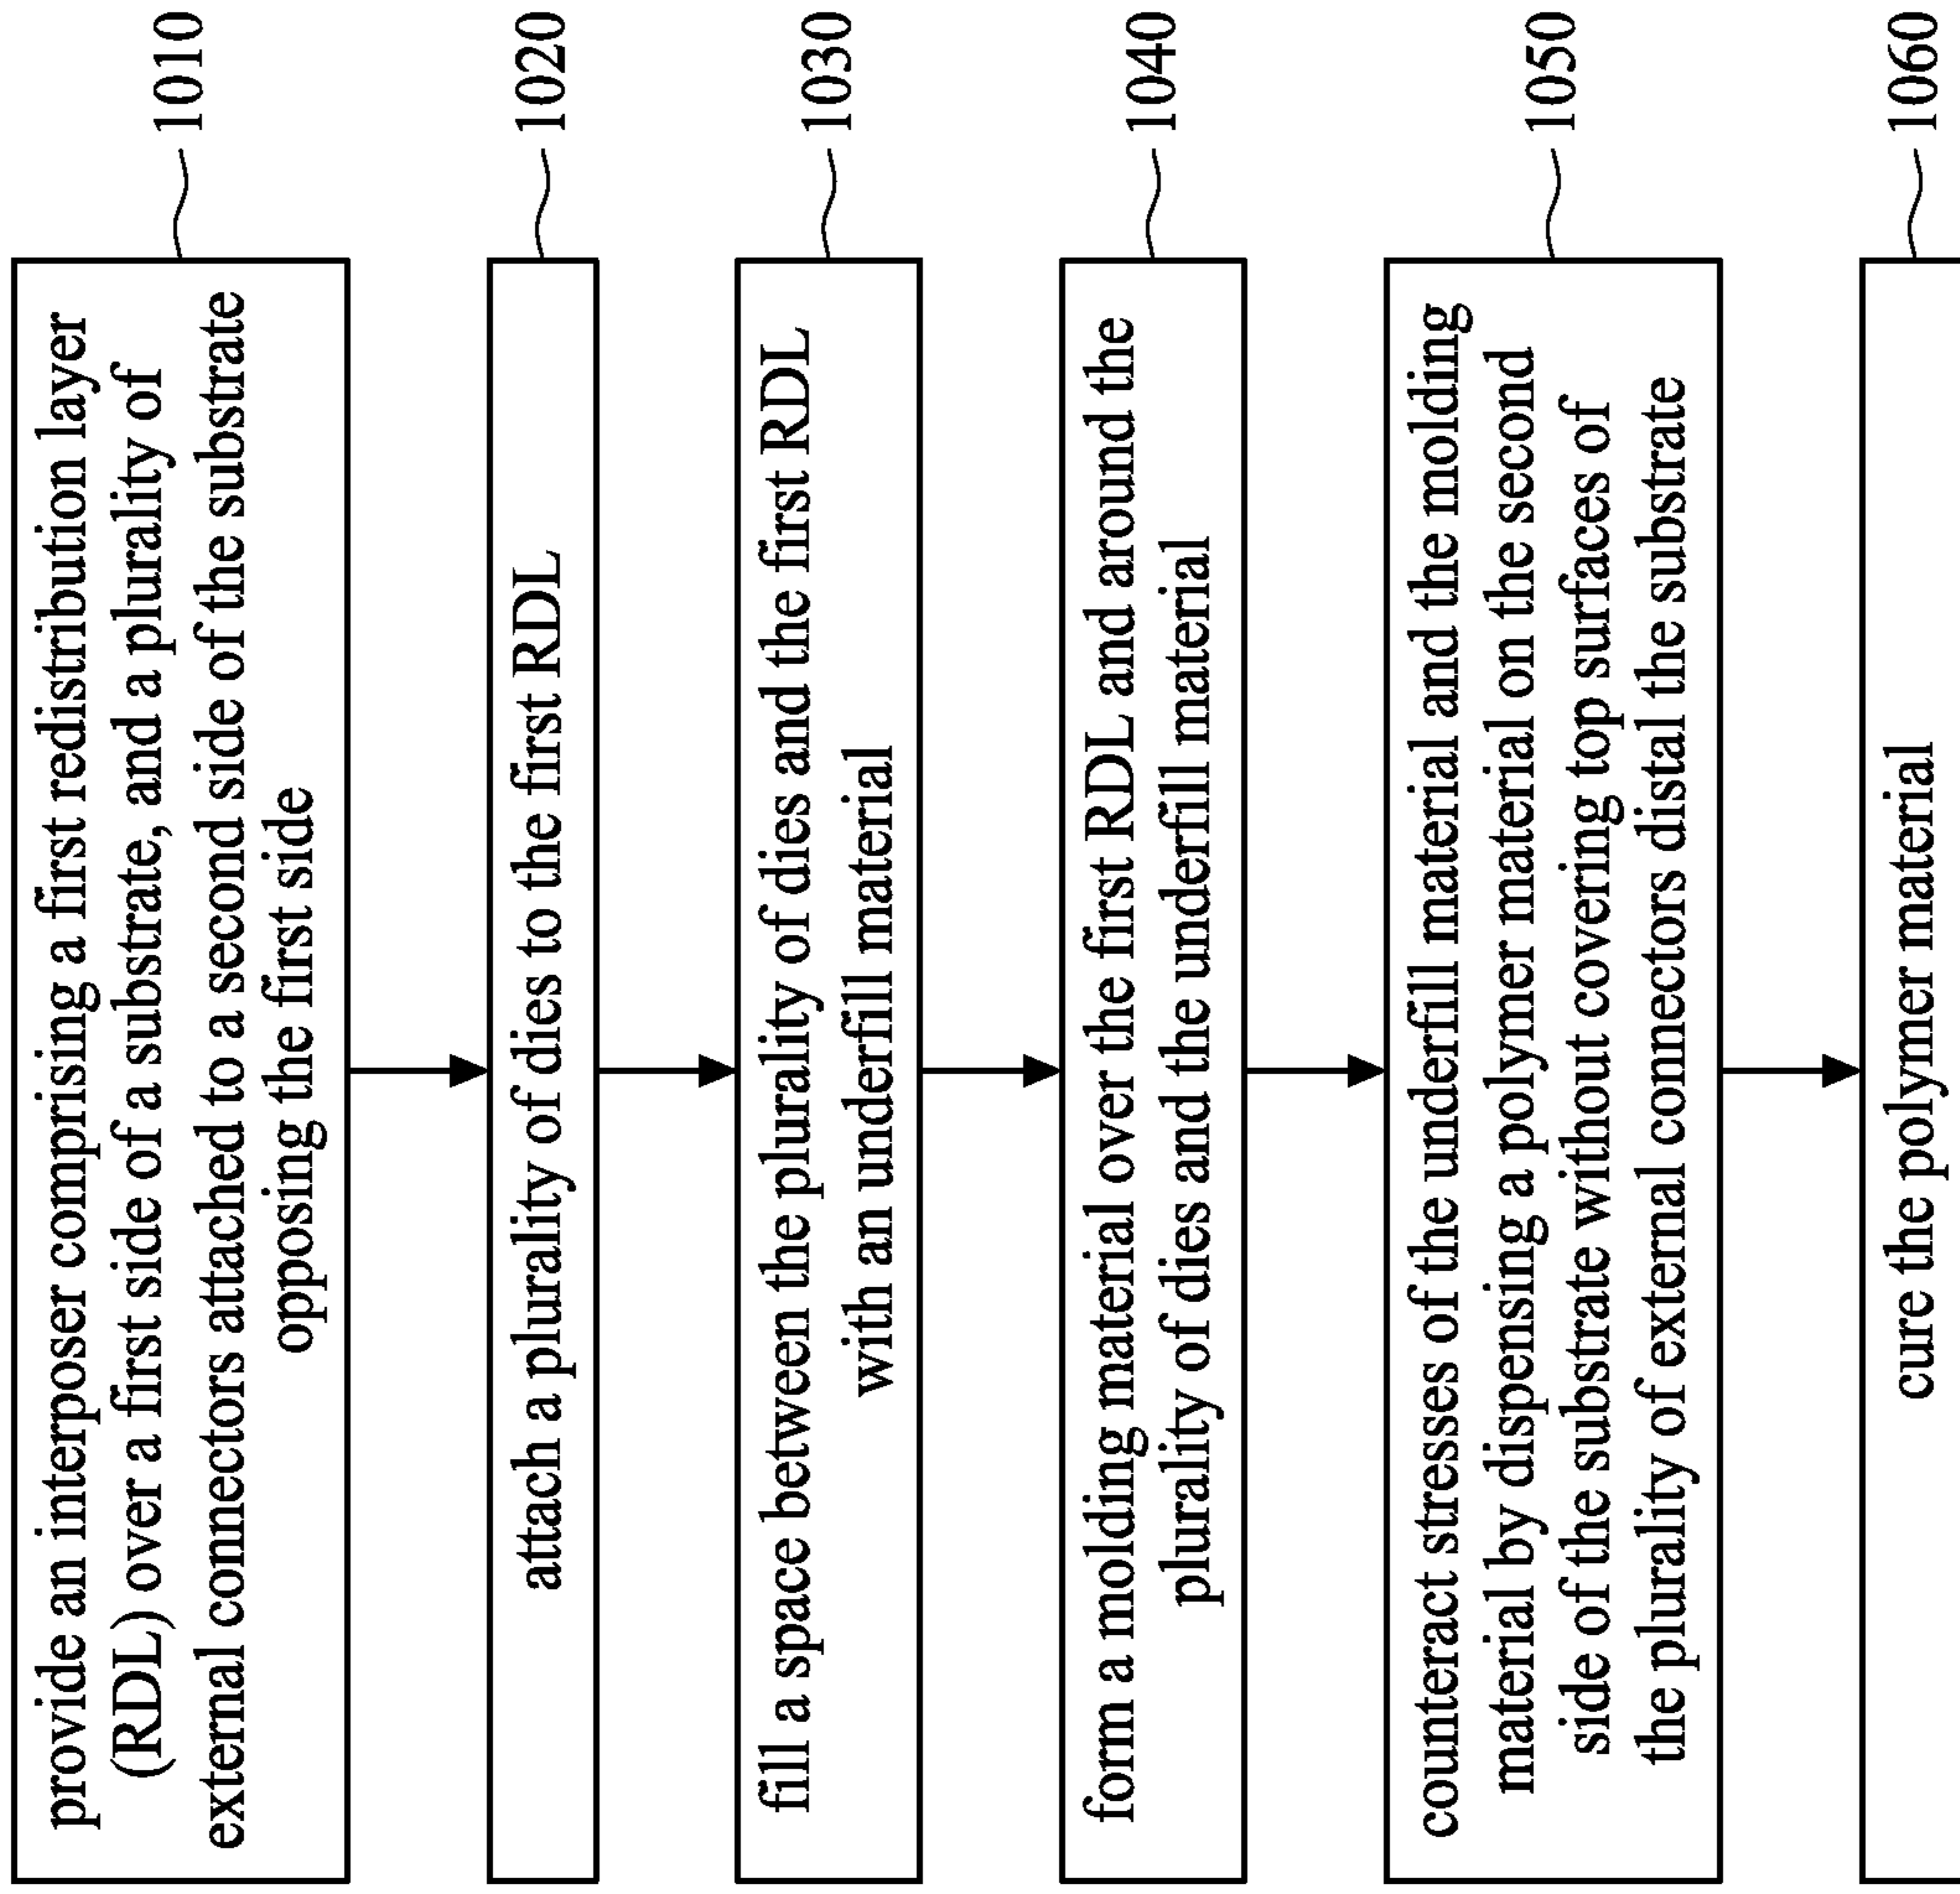 provide an interposer comprising a first redistribution layer
(RDL) over a first side of a substrate, and a plurality of
external connectors attached to a second side of the substrate
opposing the first side
1010
attach a plurality of dies to the first RDL
1020
fill a space between the plurality of dies and the first RDL
with an underfill material
1030
form a molding material over the first RDL and around the
plurality of dies and the underfill material
1040
counteract stresses of the underfill material and the molding
material by dispensing a polymer material on the second
side of the substrate without covering top surfaces of
the plurality of external connectors distal the substrate
1050
cure the polymer material
1060